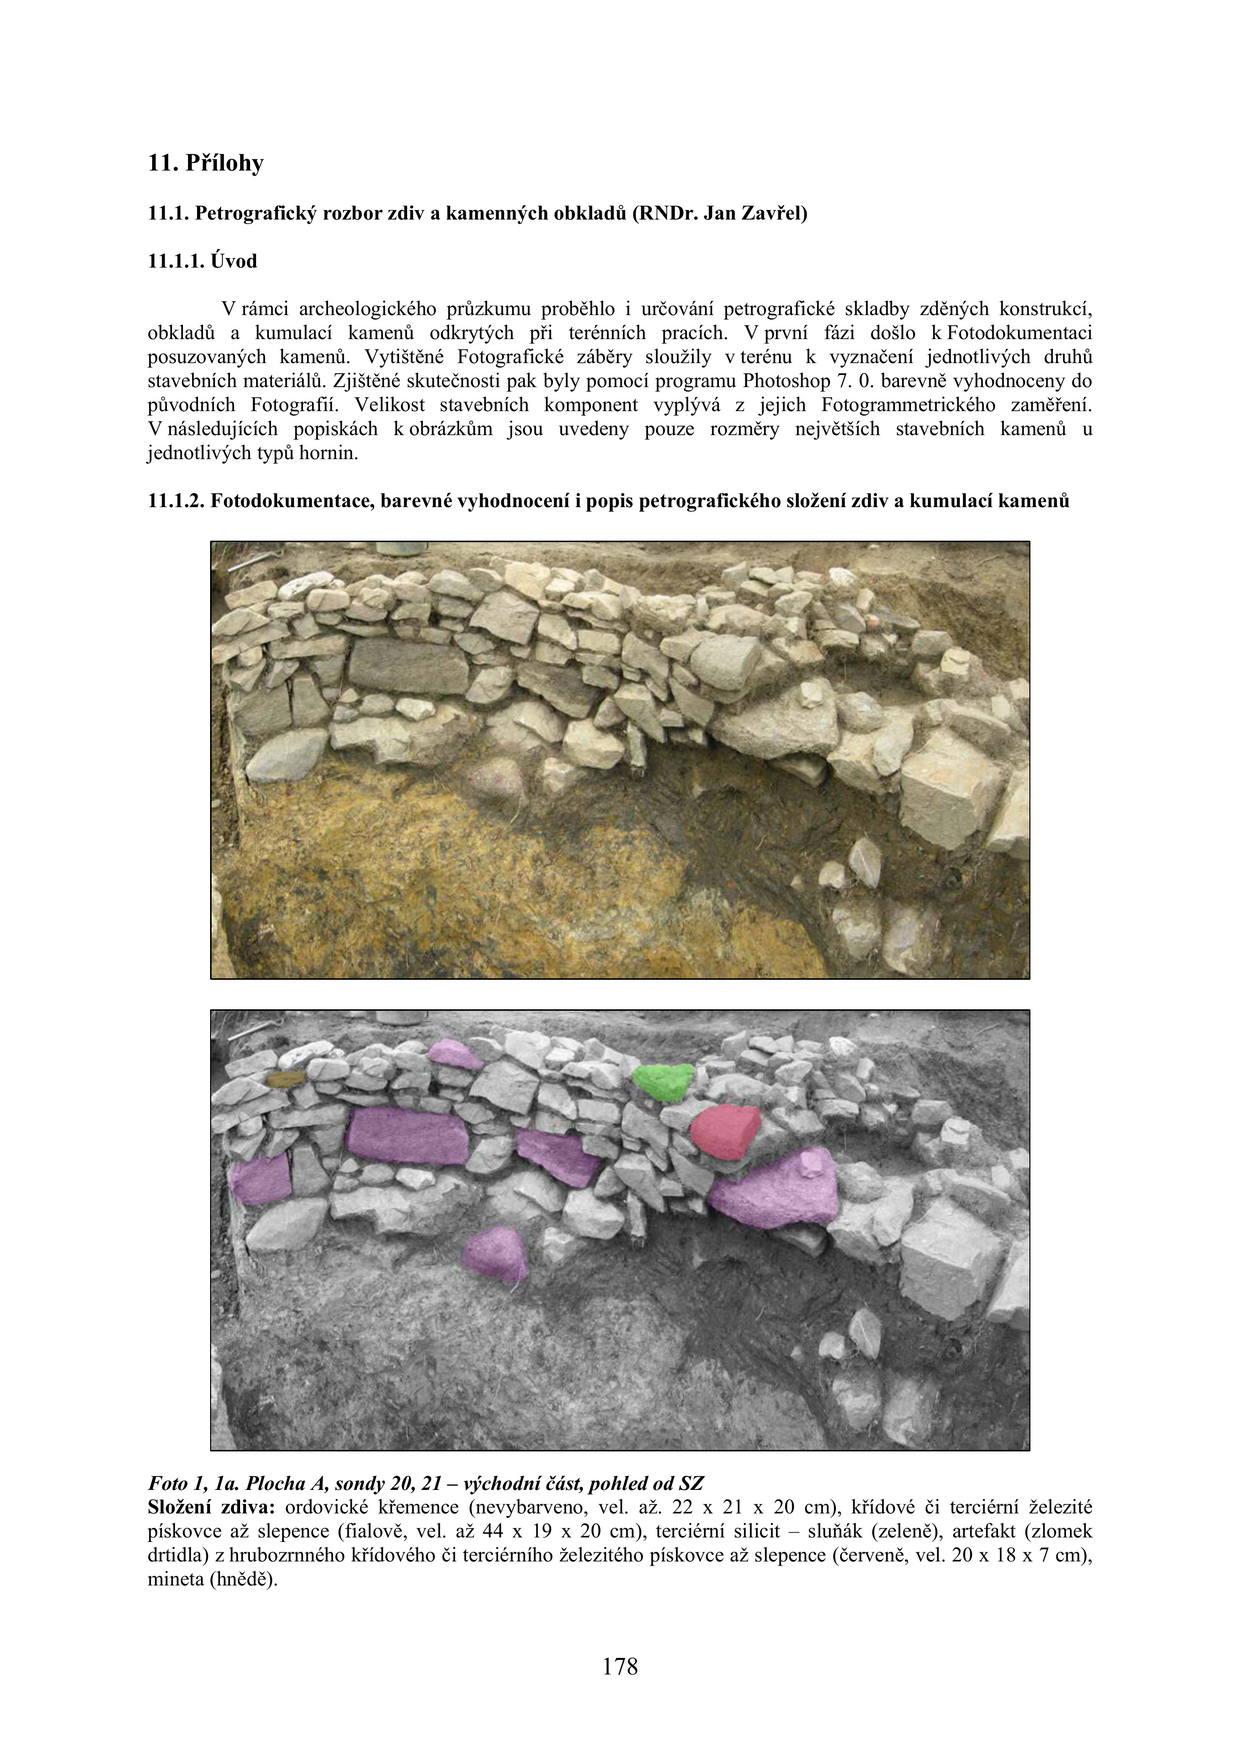 11. Přílohy
11.1. Petrografický rozbor zdiv a kamenných obkladů (RNDr. Jan Zavřel)
11.1.1. Úvod
V rámci archeologického průzkumu proběhlo i určování petrografické skladby zděných konstrukcí,
obkladů a kumulací kamenů odkrytých při terénních pracích. V první fázi došlo k Fotodokumentaci
posuzovaných kamenů. Vytištěné Fotografické záběry sloužily v terénu k vyznačení jednotlivých druhů
stavebních materiálů. Zjištěné skutečnosti pak byly pomocí programu Photoshop 7. 0. barevně vyhodnoceny do
původních Fotografií. Velikost stavebních komponent vyplývá z jejich Fotogrammetrického zaměření.
V následujících popiskách k obrázkům jsou uvedeny pouze rozměry největších stavebních kamenů u
jednotlivých typů hornin.
11.1.2. Fotodokumentace, barevné vyhodnocení i popis petrografického složení zdiv a kumulací kamenů
Foto 1, 1a. Plocha A, sondy 20, 21 – východní část, pohled od SZ
Složení zdiva: ordovické křemence (nevybarveno, vel. až. 22 x 21 x 20 cm), křídové či terciérní železité
pískovce až slepence (fialově, vel. až 44 x 19 x 20 cm), terciérní silicit – sluňák (zeleně), artefakt (zlomek
drtidla) z hrubozrnného křídového či terciérního železitého pískovce až slepence (červeně, vel. 20 x 18 x 7 cm),
mineta (hnědě).
178